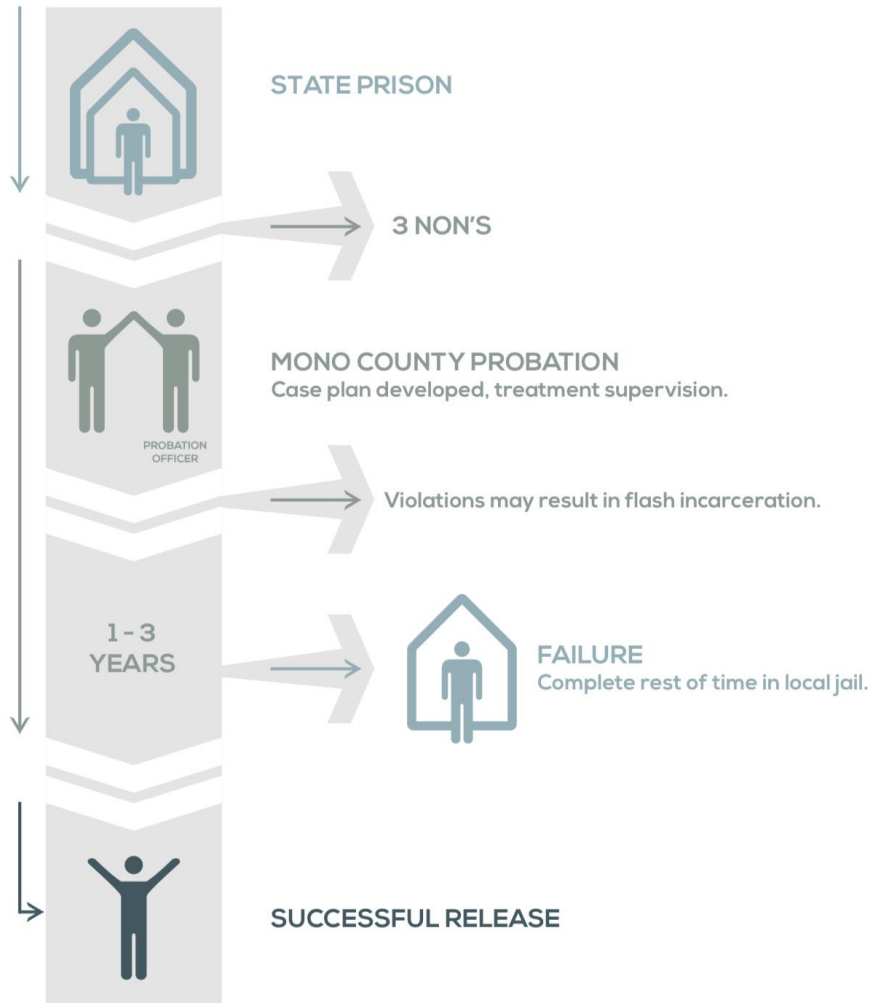 STATE PRISON
3 NON'S
MONO COUNTY PROBATION
Case plan developed, treatment supervision.
PROBATION
OFFICER
Violations may result in flash incarceration.
1 - 3
YEARS
FAILURE
Complete rest of time in local jail.
SUCCESSFUL RELEASE